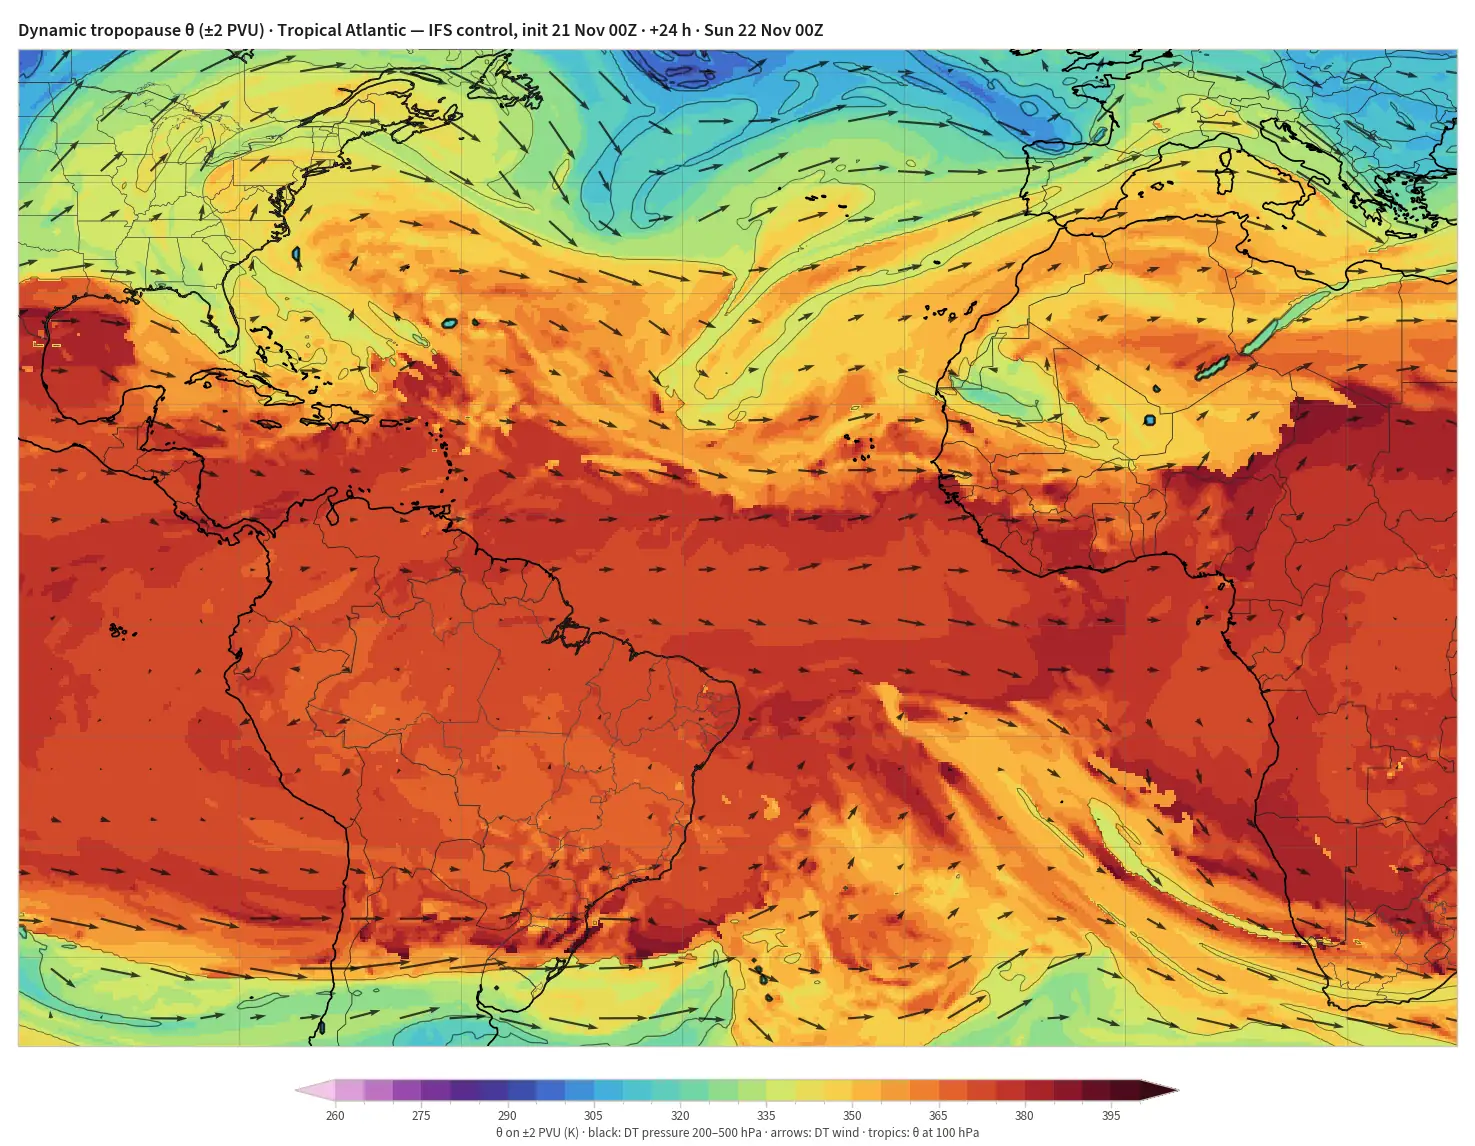 Dynamic tropopause θ (±2 PVU) · Tropical Atlantic — IFS control, init 21 Nov 00Z · +24 h · Sun 22 Nov 00Z
260 275 290 305 320 335 350 365 380 395
θ on ±2 PVU (K) · black: DT pressure 200–500 hPa · arrows: DT wind · tropics: θ at 100 hPa